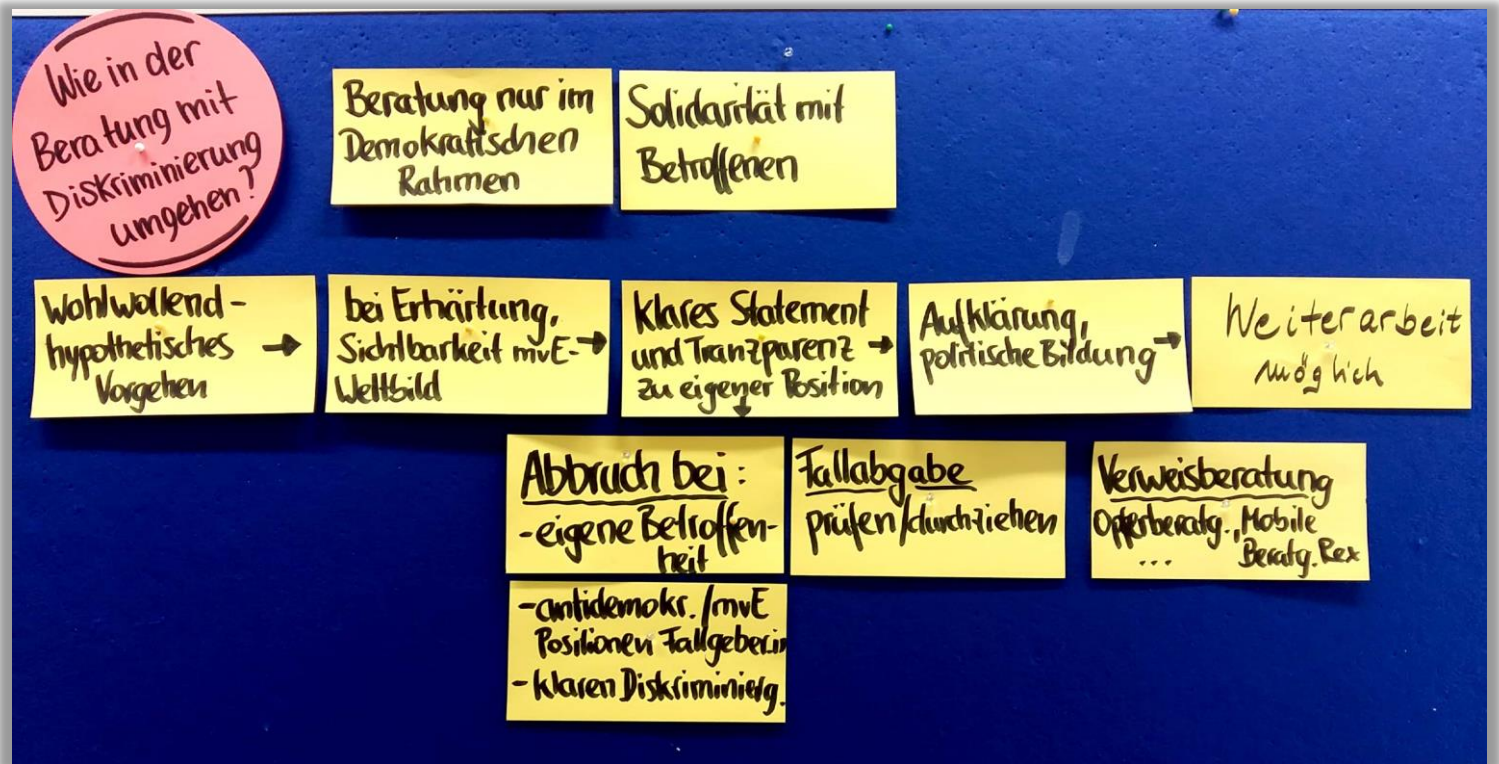 Wie in der
Beratung mit
Diskriminierung
umgehen?
Beratung nur im
Demokratischen
Rahmen
Solidarität mit
Betroffenen
Wohlwollend-
hypothetisches →
Vorgehen
bei Erhärtung,
Sichtbarkeit mvE- →
Weltbild
klares Statement
und Tranzparenz →
zu eigener Position
↓
Aufklärung,
politische Bildung →
Weiterarbeit
möglich
Abbruch bei:
- eigene Betroffen-
heit
- antidemokr./mvE
Positionen Fallgeber.in
- klaren Diskriminierg.
Fallabgabe
prüfen/durchziehen
Verweisberatung
Opferberatg., Mobile
... Beratg. Rex